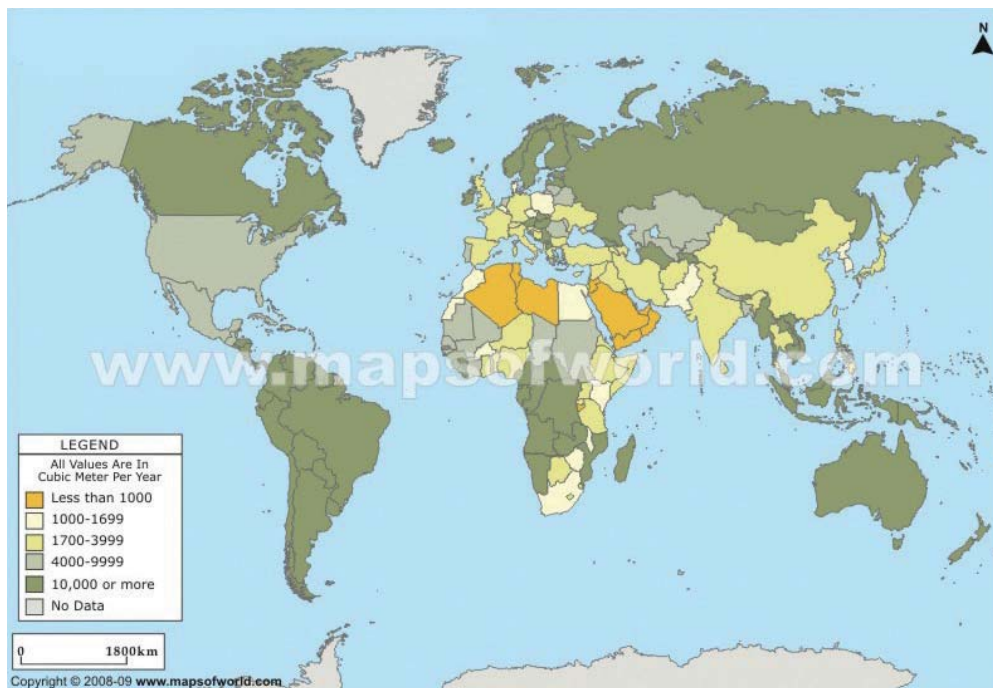 N
www.mapsofworld.com
LEGEND
All Values Are In
Cubic Meter Per Year
Less than 1000
1000-1699
1700-3999
4000-9999
10,000 or more
No Data
0 1800km
Copyright © 2008-09 www.mapsofworld.com